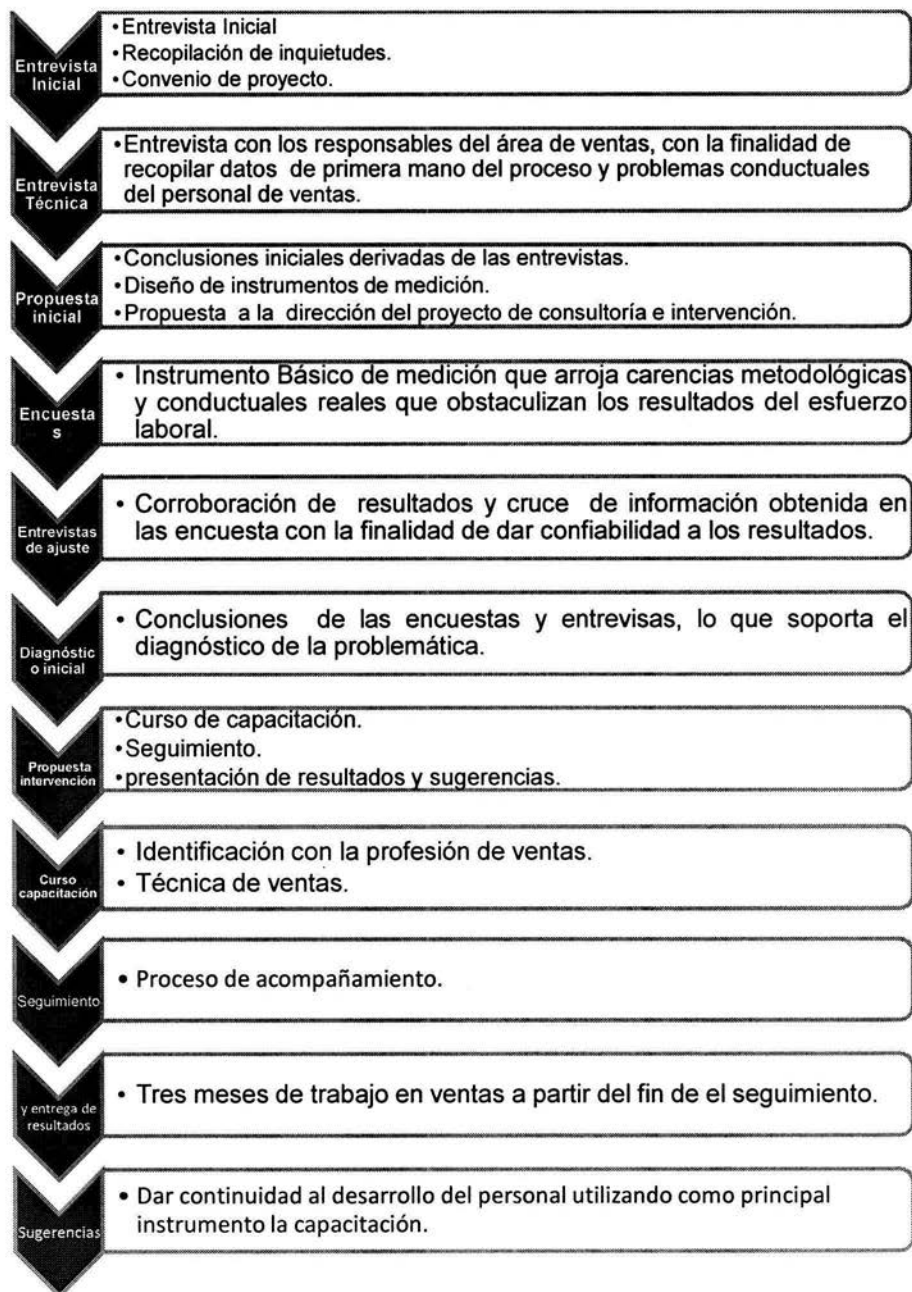 Entrevista
Inicial
•Entrevista Inicial
•Recopilación de inquietudes.
•Convenio de proyecto.
Entrevista
Técnica
•Entrevista con los responsables del área de ventas, con la finalidad de
recopilar datos de primera mano del proceso y problemas conductuales
del personal de ventas.
Propuesta
inicial
•Conclusiones iniciales derivadas de las entrevistas.
•Diseño de instrumentos de medición.
•Propuesta a la dirección del proyecto de consultoría e intervención.
Encuesta
s
• Instrumento Básico de medición que arroja carencias metodológicas
y conductuales reales que obstaculizan los resultados del esfuerzo
laboral.
Entrevistas
de ajuste
• Corroboración de resultados y cruce de información obtenida en
las encuesta con la finalidad de dar confiabilidad a los resultados.
Diagnóstic
o inicial
• Conclusiones de las encuestas y entrevisas, lo que soporta el
diagnóstico de la problemática.
Propuesta
intervención
•Curso de capacitación.
•Seguimiento.
•presentación de resultados y sugerencias.
Curso
capacitación
• Identificación con la profesión de ventas.
• Técnica de ventas.
Seguimiento
• Proceso de acompañamiento.
y entrega de
resultados
• Tres meses de trabajo en ventas a partir del fin de el seguimiento.
Sugerencias
• Dar continuidad al desarrollo del personal utilizando como principal
instrumento la capacitación.